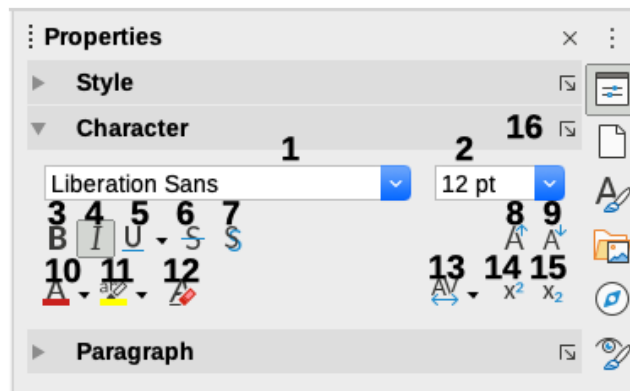 Properties
Style
Character 16
1 2
Liberation Sans 12 pt
3 4 5 6 7 8 9
B I U S S A A
10 11 12 13 14 15
A ab A AV x² x₂
Paragraph